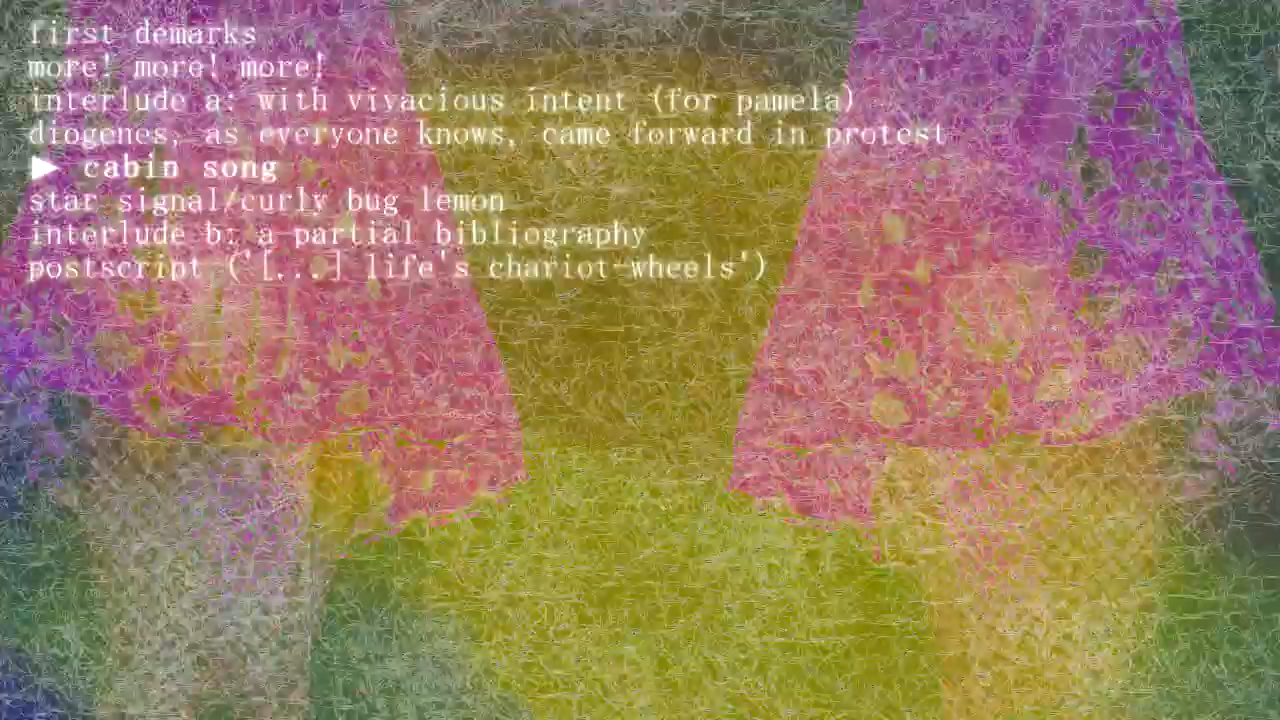 first demarks
more! more! more!
interlude a: with vivacious intent (for pamela)
diogenes, as everyone knows, came forward in protest
▶ cabin song
star signal/curly bug lemon
interlude b: a partial bibliography
postscript ('[...] life's chariot-wheels')